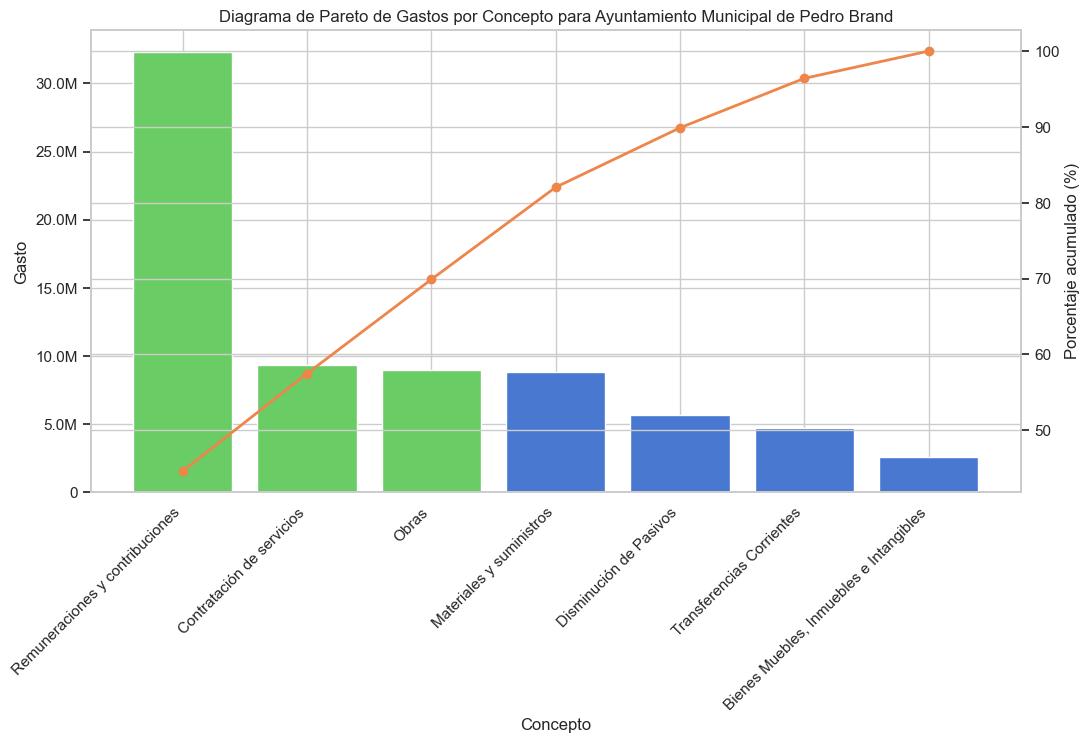 Diagrama de Pareto de Gastos por Concepto para Ayuntamiento Municipal de Pedro Brand
Gasto
30.0M
25.0M
20.0M
15.0M
10.0M
5.0M
0
100
90
80
70
60
50
Porcentaje acumulado (%)
Remuneraciones y contribuciones
Contratación de servicios
Obras
Materiales y suministros
Disminución de Pasivos
Transferencias Corrientes
Bienes Muebles, Inmuebles e Intangibles
Concepto